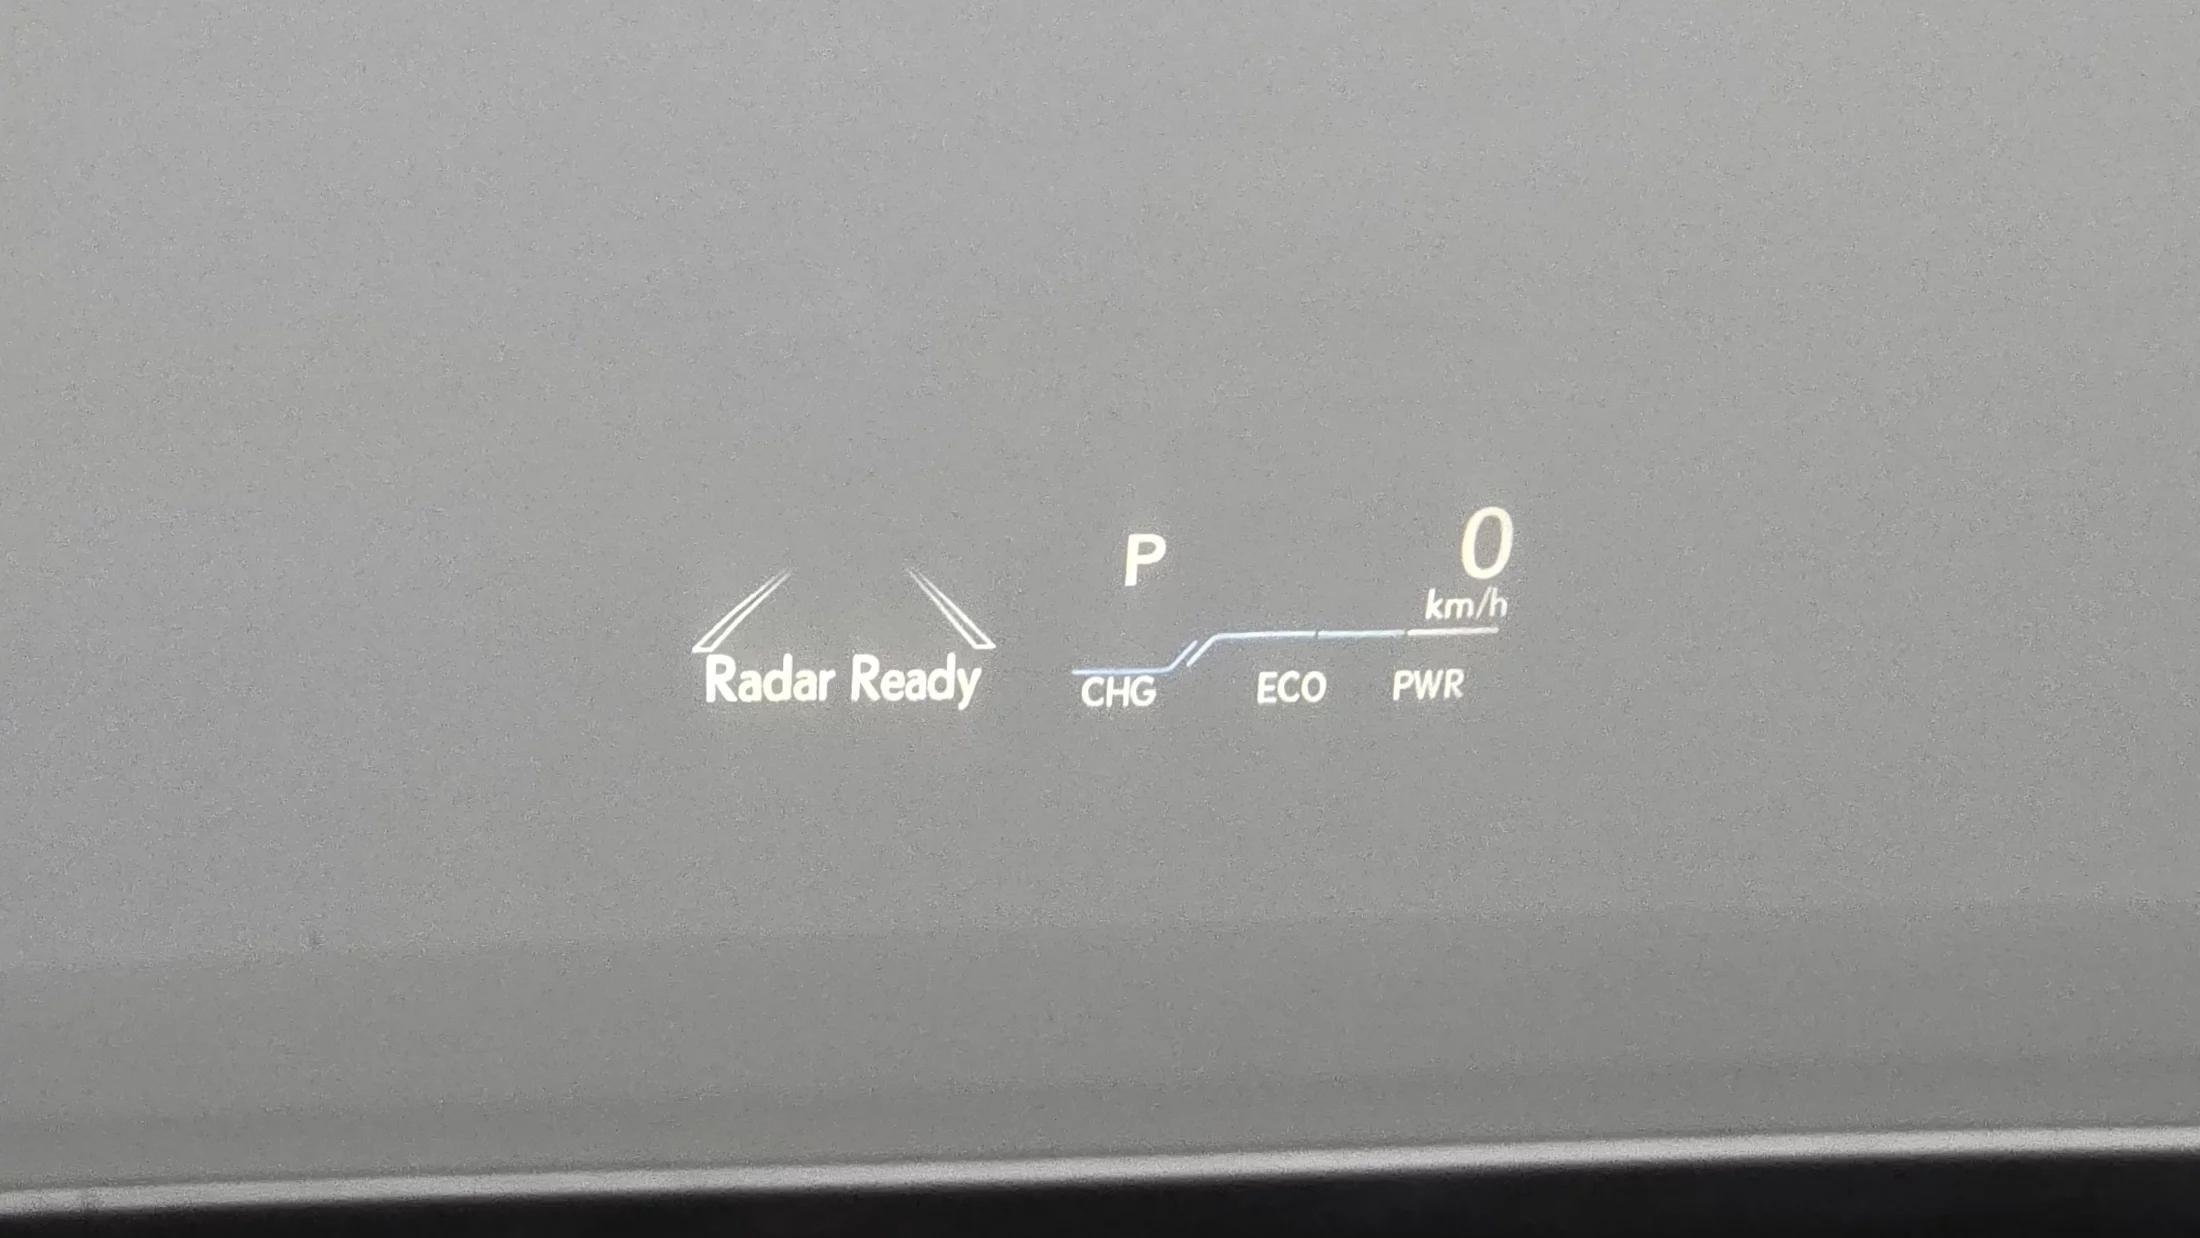 P
0
km/h
Radar Ready
CHG
ECO
PWR